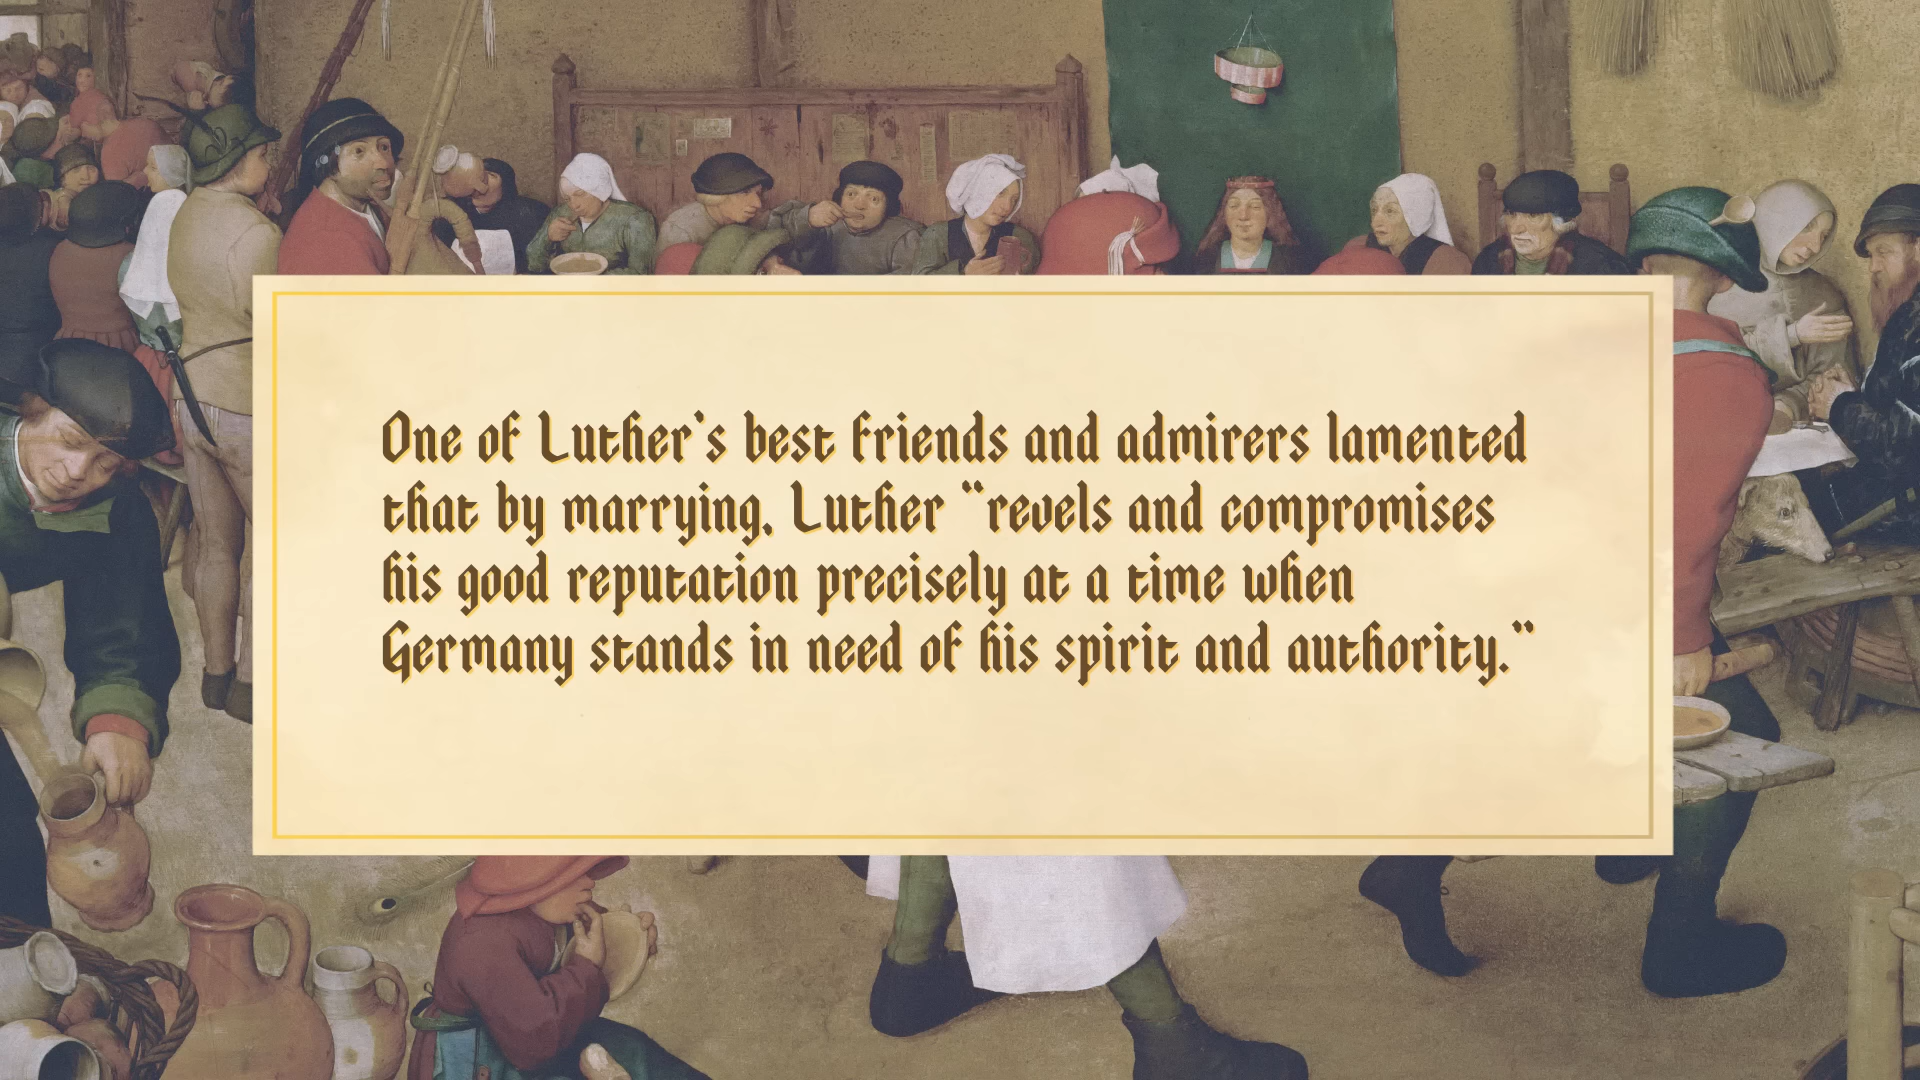 One of Luther's best friends and admirers lamented
that by marrying, Luther “revels and compromises
his good reputation precisely at a time when
Germany stands in need of his spirit and authority.”